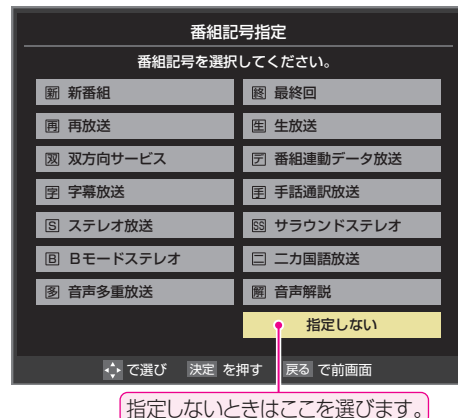 番組記号指定
番組記号を選択してください。
新 新番組 終 最終回
再 再放送 生 生放送
双 双方向サービス デ 番組連動データ放送
字 字幕放送 手 手話通訳放送
S ステレオ放送 SS サラウンドステレオ
B Bモードステレオ 二 二カ国語放送
多 音声多重放送 解 音声解説
指定しない
で選び 決定 を押す 戻る で前画面
指定しないときはここを選びます。